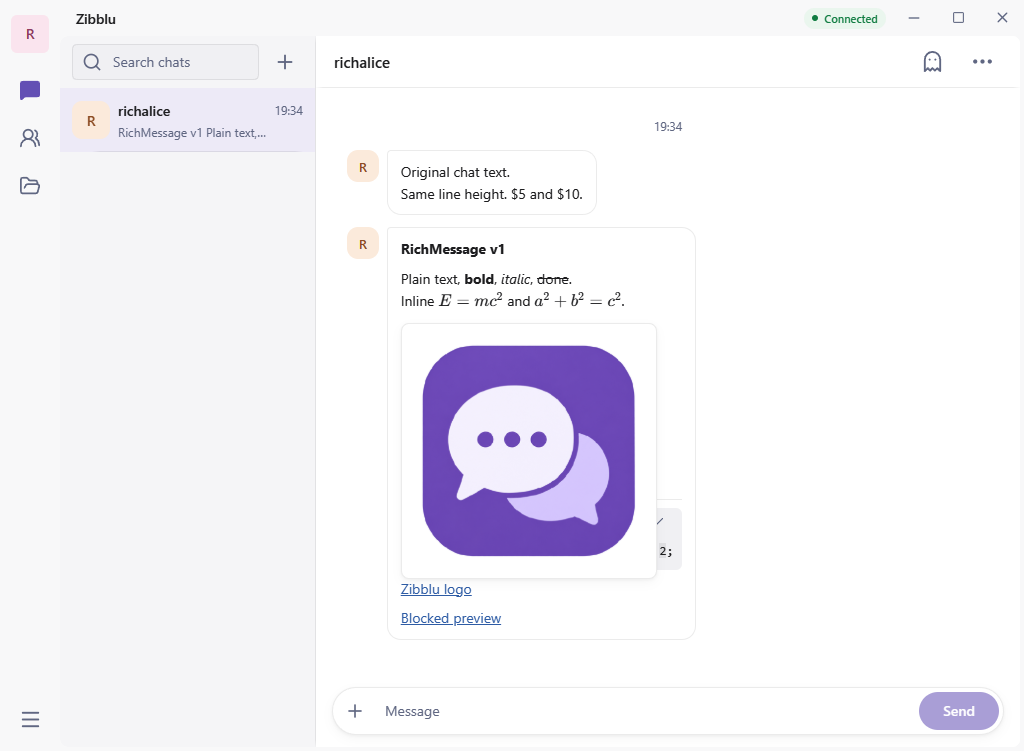 R
Zibblu
Connected
Search chats
R
richalice
19:34
RichMessage v1 Plain text,...
richalice
19:34
R
Original chat text.
Same line height. $5 and $10.
R
RichMessage v1
Plain text, bold, italic, done.
Inline E = mc² and a² + b² = c².
2;
Zibblu logo
Blocked preview
Message
Send